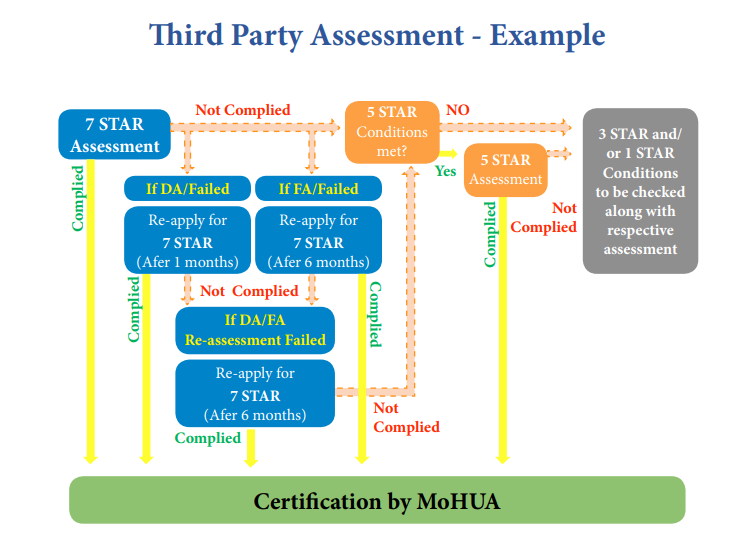 Third Party Assessment - Example
7 STAR
Assessment
Not Complied
5 STAR
Conditions
met?
NO
Yes
5 STAR
Assessment
3 STAR and/
or 1 STAR
Conditions
to be checked
along with
respective
assessment
Not
Complied
Complied
Complied
If DA/Failed
If FA/Failed
Re-apply for
7 STAR
(Afer 1 months)
Re-apply for
7 STAR
(Afer 6 months)
Complied
Not Complied
Complied
If DA/FA
Re-assessment Failed
Re-apply for
7 STAR
(Afer 6 months)
Not
Complied
Complied
Certification by MoHUA